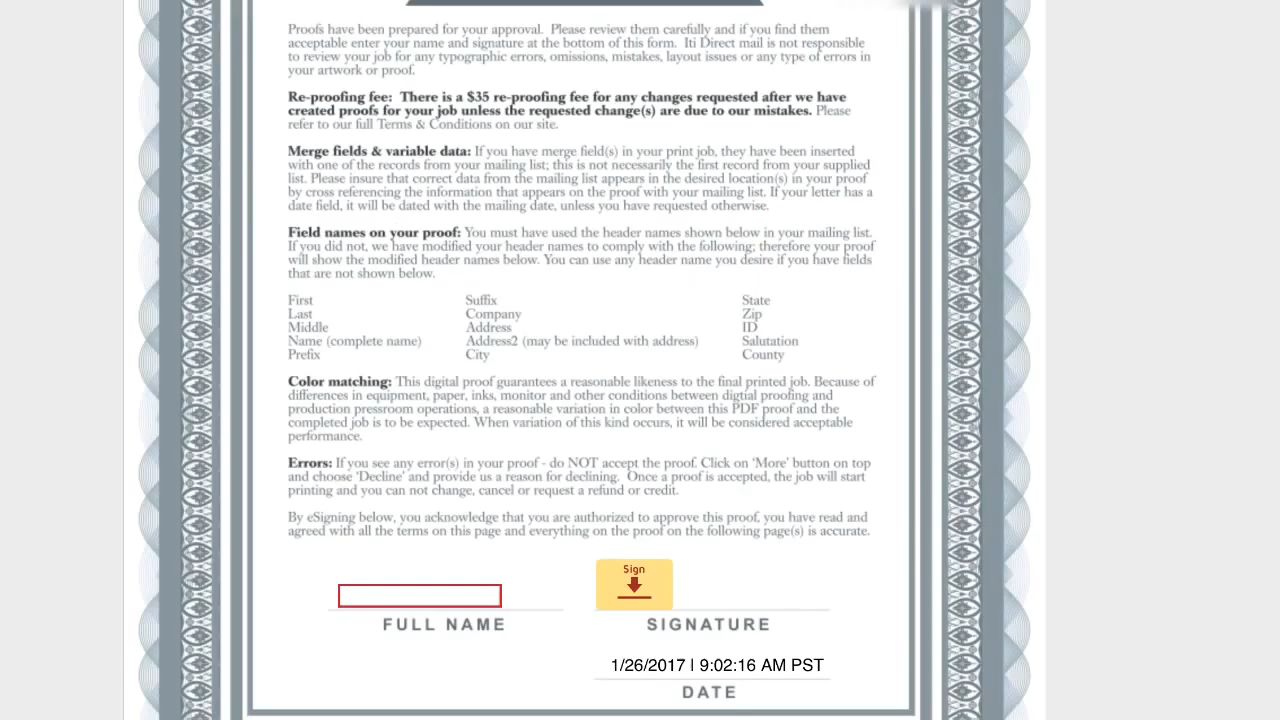 Proofs have been prepared for your approval.  Please review them carefully and if you find them
acceptable enter your name and signature at the bottom of this form.  Iti Direct mail is not responsible
to review your job for any typographic errors, omissions, mistakes, layout issues or any type of errors in
your artwork or proof.
Re-proofing fee:  There is a $35 re-proofing fee for any changes requested after we have
created proofs for your job unless the requested change(s) are due to our mistakes. Please
refer to our full Terms & Conditions on our site.
Merge fields & variable data: If you have merge field(s) in your print job, they have been inserted
with one of the records from your mailing list; this is not necessarily the first record from your supplied
list. Please insure that correct data from the mailing list appears in the desired location(s) in your proof
by cross referencing the information that appears on the proof with your mailing list. If your letter has a
date field, it will be dated with the mailing date, unless you have requested otherwise.
Field names on your proof: You must have used the header names shown below in your mailing list.
If you did not, we have modified your header names to comply with the following; therefore your proof
will show the modified header names below. You can use any header name you desire if you have fields
that are not shown below.
First Suffix State
Last Company Zip
Middle Address ID
Name (complete name) Address2 (may be included with address) Salutation
Prefix City County
Color matching: This digital proof guarantees a reasonable likeness to the final printed job. Because of
differences in equipment, paper, inks, monitor and other conditions between digtial proofing and
production pressroom operations, a reasonable variation in color between this PDF proof and the
completed job is to be expected. When variation of this kind occurs, it will be considered acceptable
performance.
Errors: If you see any error(s) in your proof - do NOT accept the proof. Click on 'More' button on top
and choose 'Decline' and provide us a reason for declining.  Once a proof is accepted, the job will start
printing and you can not change, cancel or request a refund or credit.
By eSigning below, you acknowledge that you are authorized to approve this proof, you have read and
agreed with all the terms on this page and everything on the proof on the following page(s) is accurate.
Sign
FULL NAME SIGNATURE
1/26/2017 | 9:02:16 AM PST
DATE